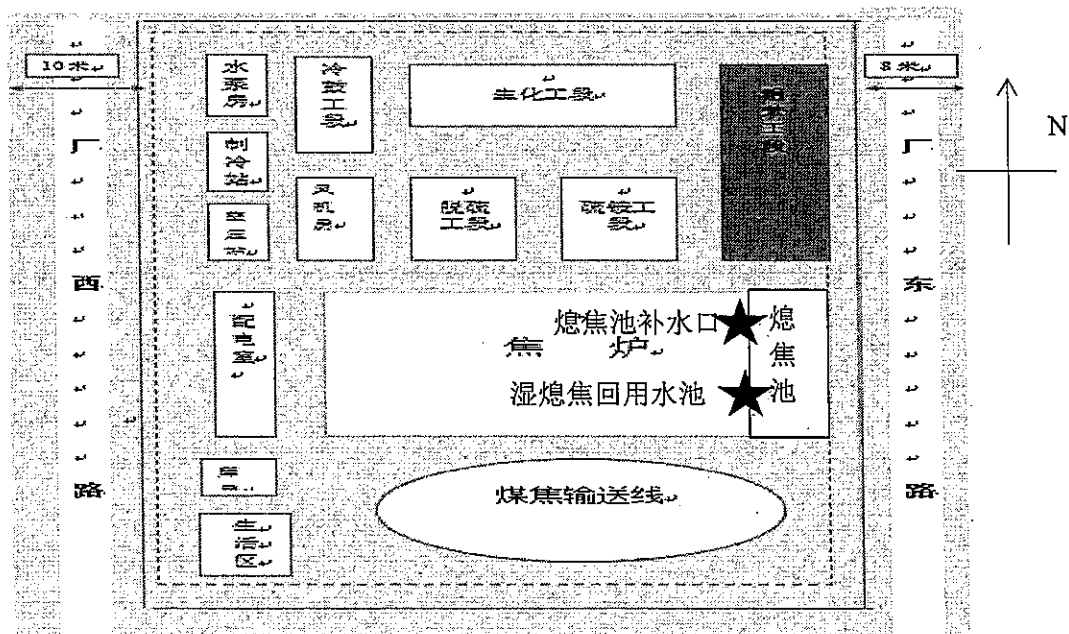 10米
8米
N
水泵房
冷鼓工段
生化工段
制冷站
风机房
脱硫工段
硫铵工段
空压站
厂西路
厂东路
配电室
熄焦池补水口
焦炉
湿熄焦回用水池
熄焦池
煤焦输送线
生活区